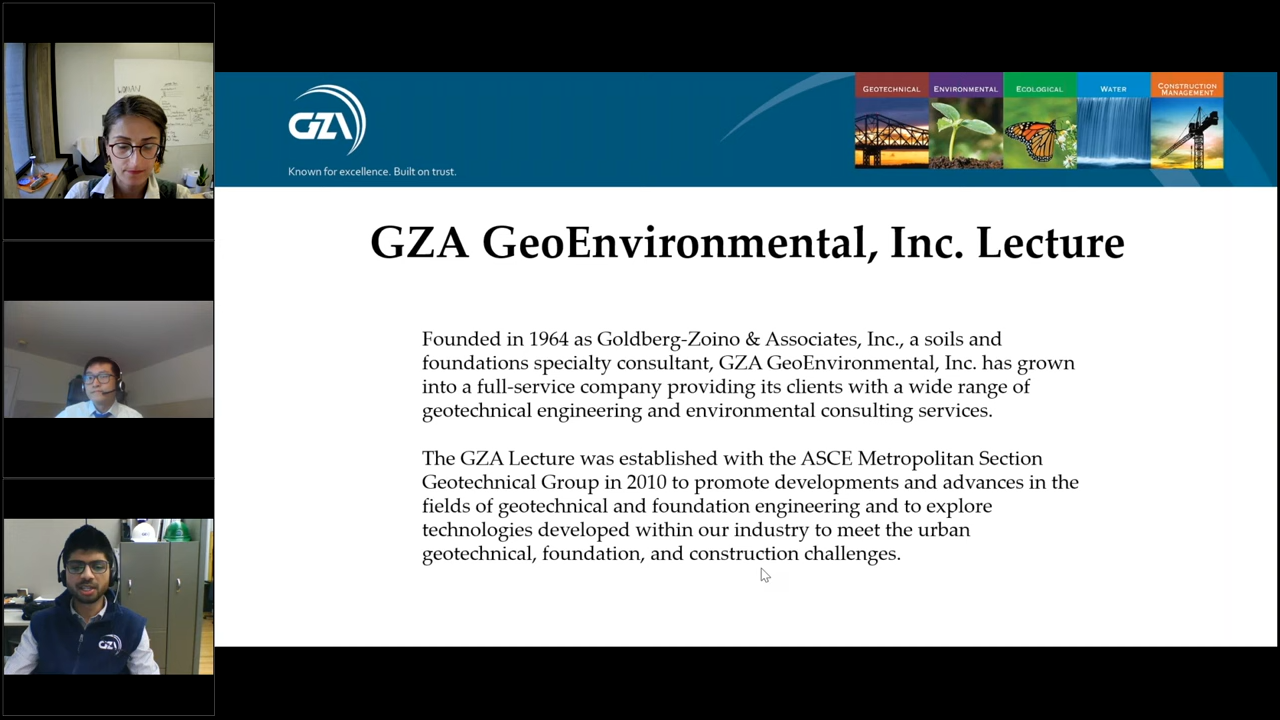 GZA
Known for excellence. Built on trust.
GEOTECHNICAL
ENVIRONMENTAL
ECOLOGICAL
WATER
CONSTRUCTION
MANAGEMENT
GZA GeoEnvironmental, Inc. Lecture
Founded in 1964 as Goldberg-Zoino & Associates, Inc., a soils and
foundations specialty consultant, GZA GeoEnvironmental, Inc. has grown
into a full-service company providing its clients with a wide range of
geotechnical engineering and environmental consulting services.
The GZA Lecture was established with the ASCE Metropolitan Section
Geotechnical Group in 2010 to promote developments and advances in the
fields of geotechnical and foundation engineering and to explore
technologies developed within our industry to meet the urban
geotechnical, foundation, and construction challenges.
GZA